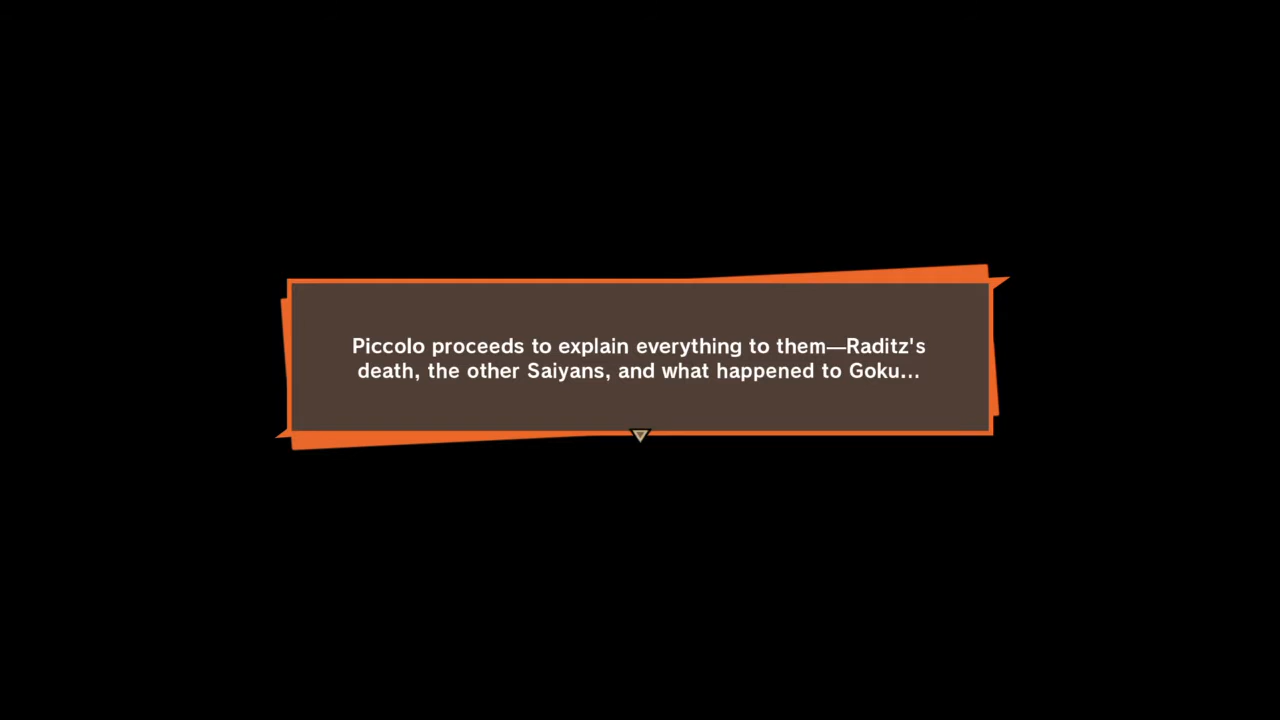 Piccolo proceeds to explain everything to them—Raditz's
death, the other Saiyans, and what happened to Goku...